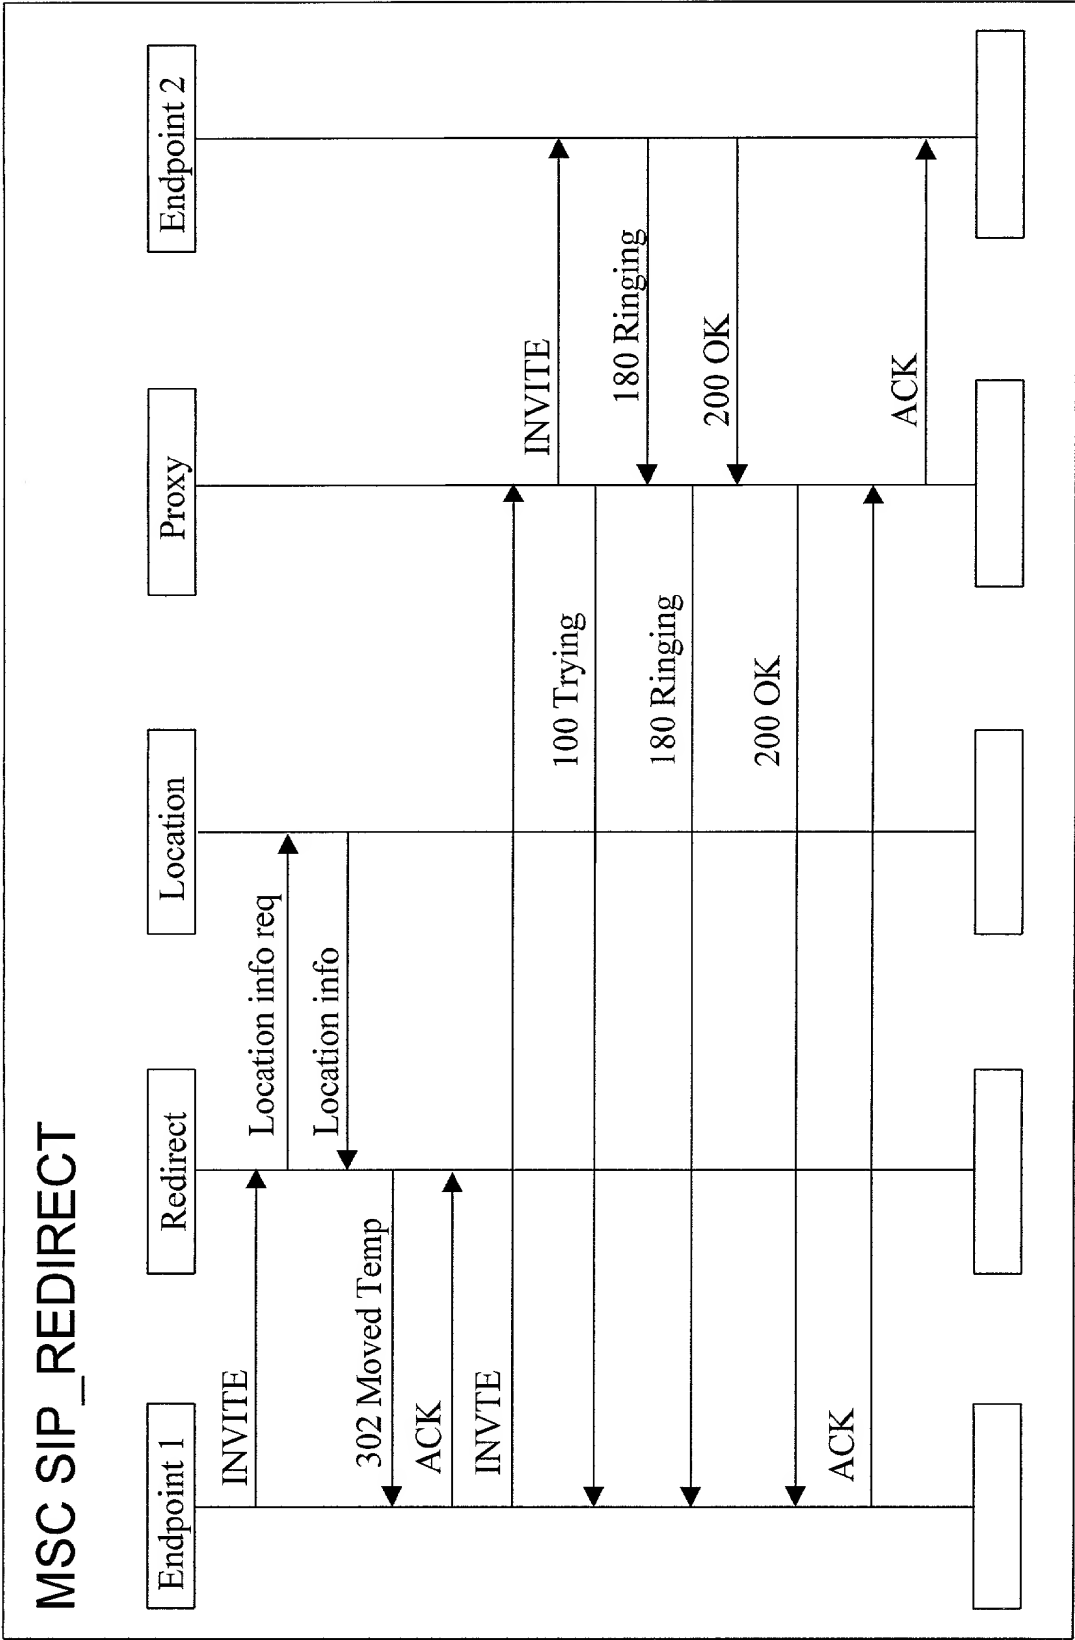 MSC SIP_REDIRECT
Endpoint 1
Redirect
Location
Proxy
Endpoint 2
INVITE
Location info req
Location info
302 Moved Temp
ACK
INVTE
INVITE
100 Trying
180 Ringing
180 Ringing
200 OK
200 OK
ACK
ACK